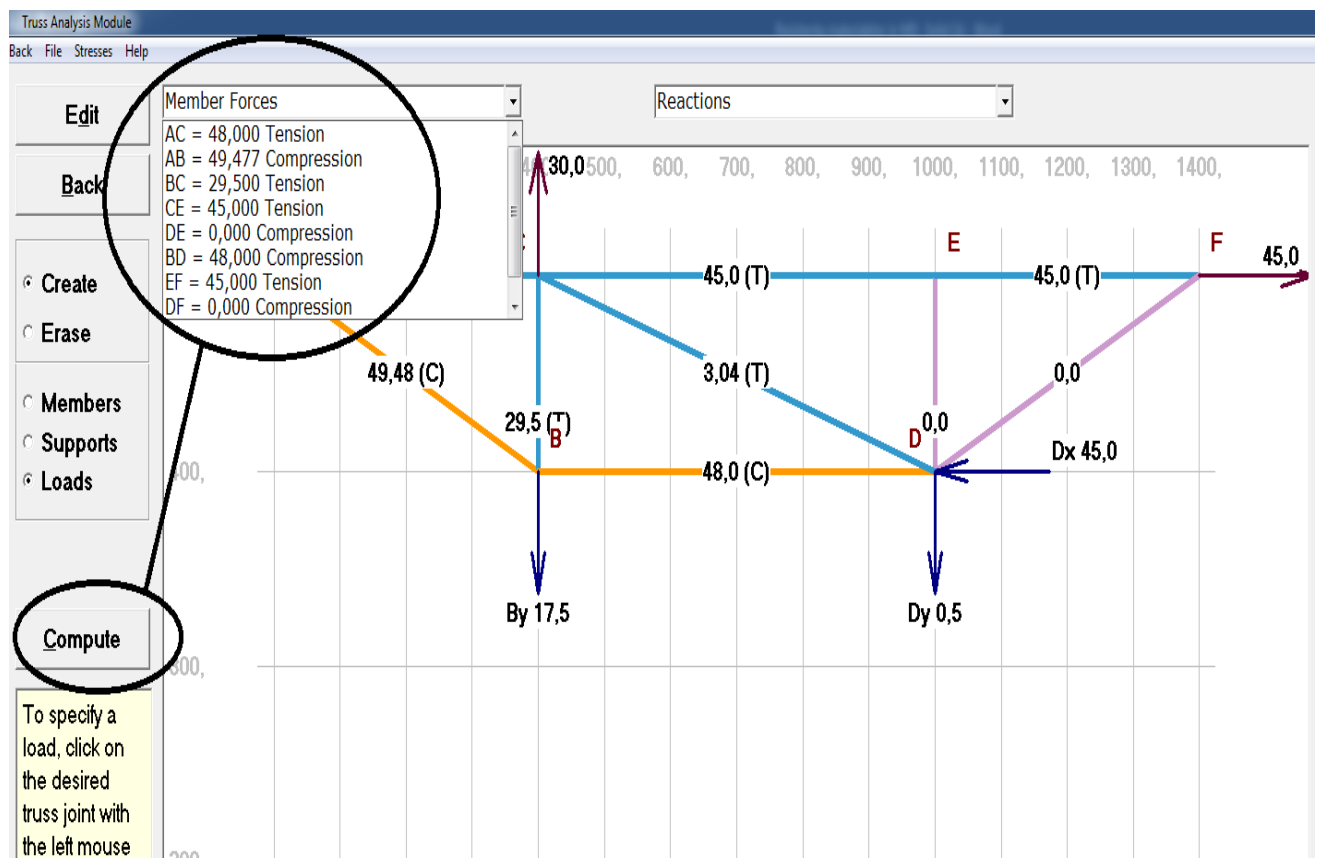 Truss Analysis Module
Back File Stresses Help
Edit
Member Forces
Reactions
AC = 48,000 Tension
AB = 49,477 Compression
BC = 29,500 Tension
CE = 45,000 Tension
DE = 0,000 Compression
BD = 48,000 Compression
EF = 45,000 Tension
DF = 0,000 Compression
Back
30,0 500, 600, 700, 800, 900, 1000, 1100, 1200, 1300, 1400,
E
F
45,0
Create
45,0 (T)
45,0 (T)
Erase
49,48 (C)
3,04 (T)
0,0
Members
29,5 (T)
B
D
0,0
Supports
Dx 45,0
Loads
48,0 (C)
By 17,5
Dy 0,5
Compute
To specify a
load, click on
the desired
truss joint with
the left mouse